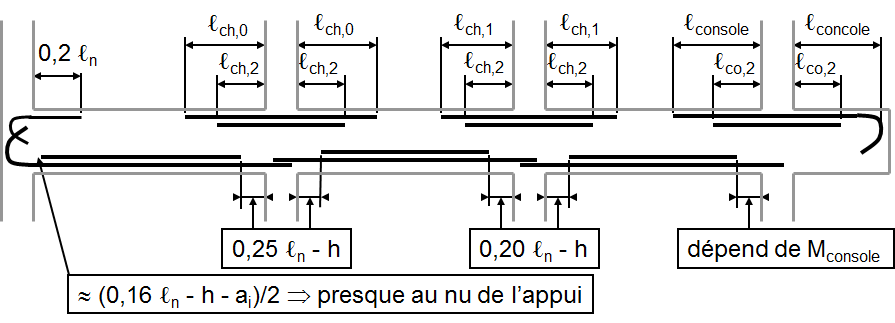 ℓch,0 ℓch,0 ℓch,1 ℓch,1 ℓconsole ℓconcole
0,2 ℓn ℓch,2 ℓch,2 ℓch,2 ℓch,2 ℓco,2 ℓco,2
0,25 ℓn - h 0,20 ℓn - h dépend de Mconsole
≈ (0,16 ℓn - h - ai)/2 ⇒ presque au nu de l'appui